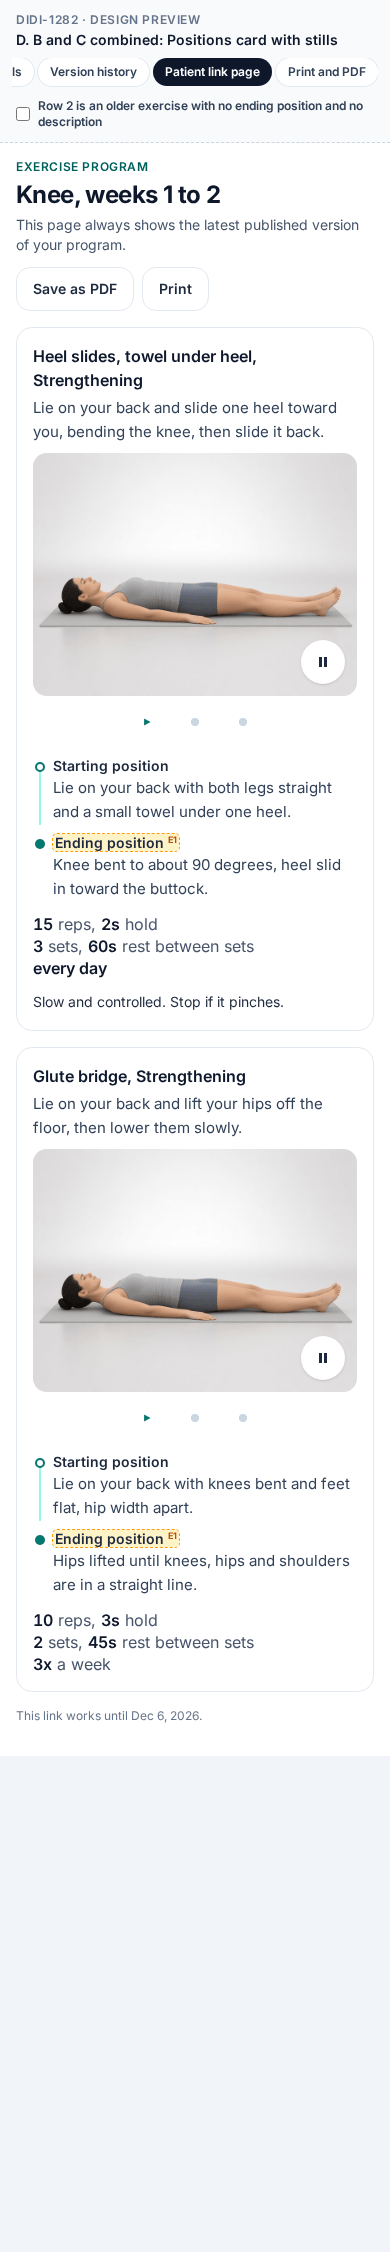 DIDI-1282 · DESIGN PREVIEW
D. B and C combined: Positions card with stills
ls
Version history
Patient link page
Print and PDF
Row 2 is an older exercise with no ending position and no
description
EXERCISE PROGRAM
Knee, weeks 1 to 2
This page always shows the latest published version
of your program.
Save as PDF
Print
Heel slides, towel under heel,
Strengthening
Lie on your back and slide one heel toward
you, bending the knee, then slide it back.
Starting position
Lie on your back with both legs straight
and a small towel under one heel.
Ending position E1
Knee bent to about 90 degrees, heel slid
in toward the buttock.
15 reps, 2s hold
3 sets, 60s rest between sets
every day
Slow and controlled. Stop if it pinches.
Glute bridge, Strengthening
Lie on your back and lift your hips off the
floor, then lower them slowly.
Starting position
Lie on your back with knees bent and feet
flat, hip width apart.
Ending position E1
Hips lifted until knees, hips and shoulders
are in a straight line.
10 reps, 3s hold
2 sets, 45s rest between sets
3x a week
This link works until Dec 6, 2026.